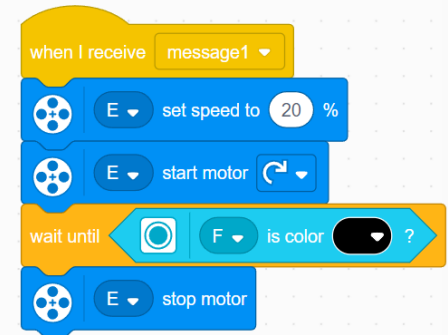 when I receive message1
E set speed to 20 %
E start motor
wait until F is color ?
E stop motor